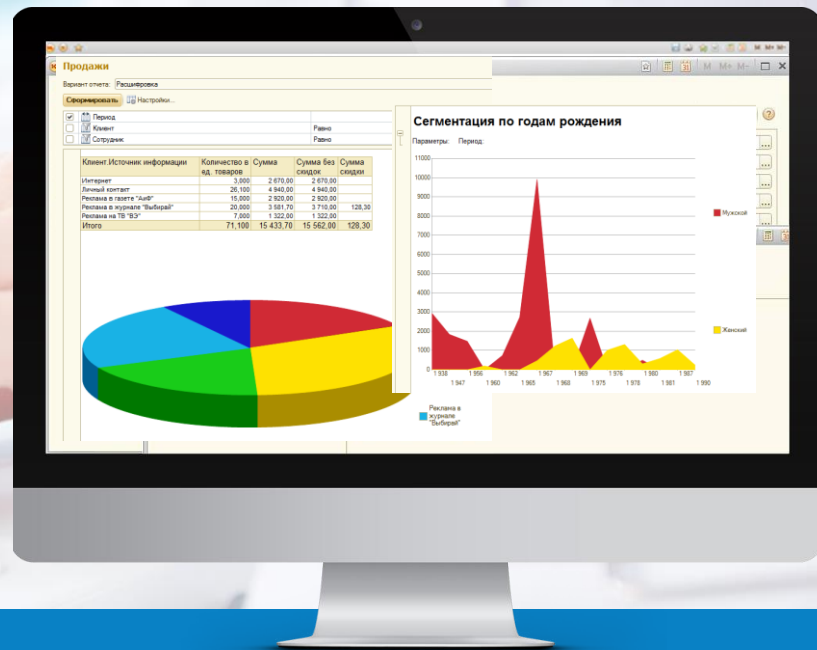 M M+ M-
Продажи
M M+ M-
Вариант отчета: Расшифровка
Сформировать Настройки...
Период
Клиент Равно
Сотрудник Равно
Клиент.Источник информации Количество в ед. товаров Сумма Сумма без скидок Сумма скидки
Интернет 3,000 2 670,00 2 670,00
Личный контакт 26,100 4 940,00 4 940,00
Реклама в газете "АиФ" 15,000 2 920,00 2 920,00
Реклама в журнале "Выбирай" 20,000 3 581,70 3 710,00 128,30
Реклама на ТВ "ВЭ" 7,000 1 322,00 1 322,00
Итого 71,100 15 433,70 15 562,00 128,30
Реклама в
журнале
"Выбирай"
Сегментация по годам рождения
Параметры: Период:
11000
10000
9000
8000
7000
6000
5000
4000
3000
2000
1000
0
Мужской
Женский
1 938 1 956 1 962 1 967 1 969 1 976 1 980 1 987
1 947 1 960 1 965 1 968 1 975 1 978 1 981 1 990